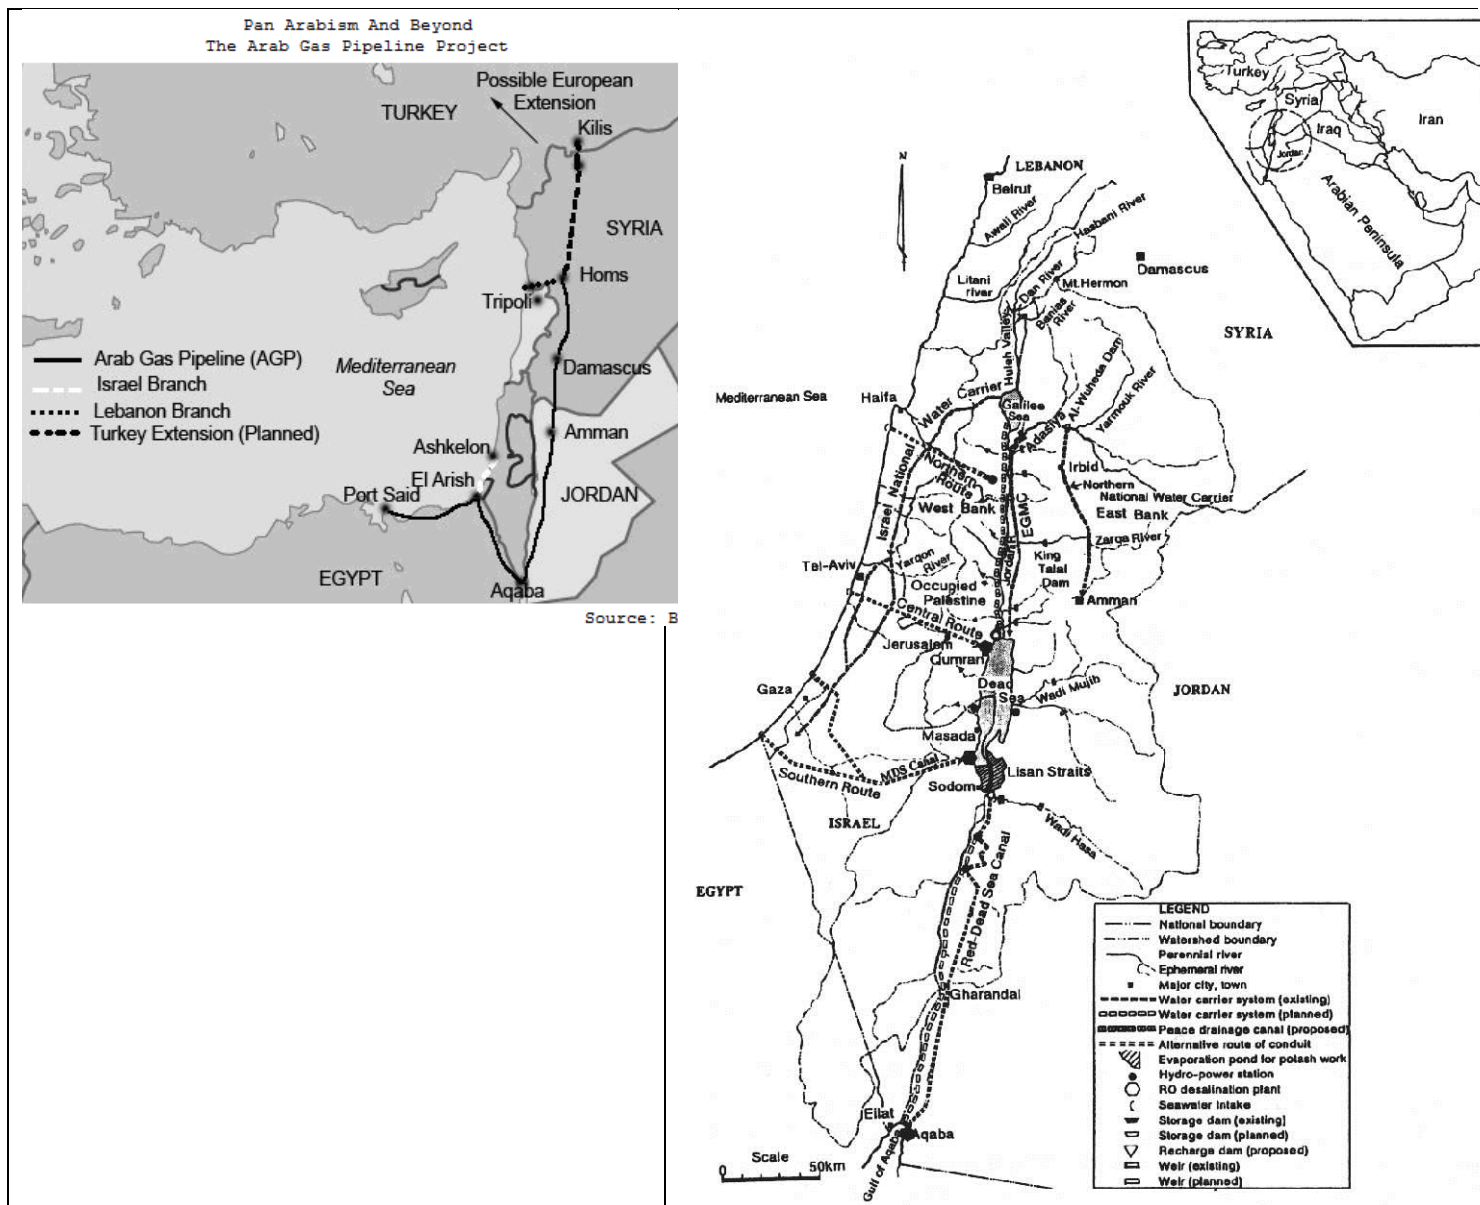 Pan Arabism And Beyond
The Arab Gas Pipeline Project
Possible European
Extension
TURKEY
Kilis
SYRIA
Homs
Tripoli
Arab Gas Pipeline (AGP)
Israel Branch
Lebanon Branch
Turkey Extension (Planned)
Mediterranean
Sea
Damascus
Ashkelon
Amman
El Arish
Port Said
JORDAN
EGYPT
Aqaba
Source: B
Turkey
Syria
Iraq
Iran
Jordan
Arabian Peninsula
N
LEBANON
Beirut
Awali River
Hasbani River
Damascus
Litani
river
Dan River
Mt.Hermon
Banias
River
Huleh Valley
SYRIA
Mediterranean Sea
Haifa
Water Carrier
Galilee
Sea
Al-Wuheda Dam
Yarmouk River
Adasiya
Israel National
Northern
Route
Irbid
Northern
National Water Carrier
East Bank
West Bank
EGMC
Jordan R
Zarqa River
King
Talal
Dam
Tel-Aviv
Yarqon
River
Occupied
Palestine
Amman
Central Route
Jerusalem
Qumran
Dead
Sea
Wadi Mujib
JORDAN
Gaza
Masada
MDS Canal
Southern Route
Lisan Straits
Sodom
ISRAEL
Wadi Hasa
EGYPT
Red-Dead Sea Canal
Gharandal
Eilat
Aqaba
Gulf of Aqaba
Scale
0
50km
LEGEND
National boundary
Watershed boundary
Perennial river
Ephemeral river
Major city, town
Water carrier system (existing)
Water carrier system (planned)
Peace drainage canal (proposed)
Alternative route of conduit
Evaporation pond for potash work
Hydro-power station
RO desalination plant
Seawater intake
Storage dam (existing)
Storage dam (planned)
Recharge dam (proposed)
Weir (existing)
Weir (planned)